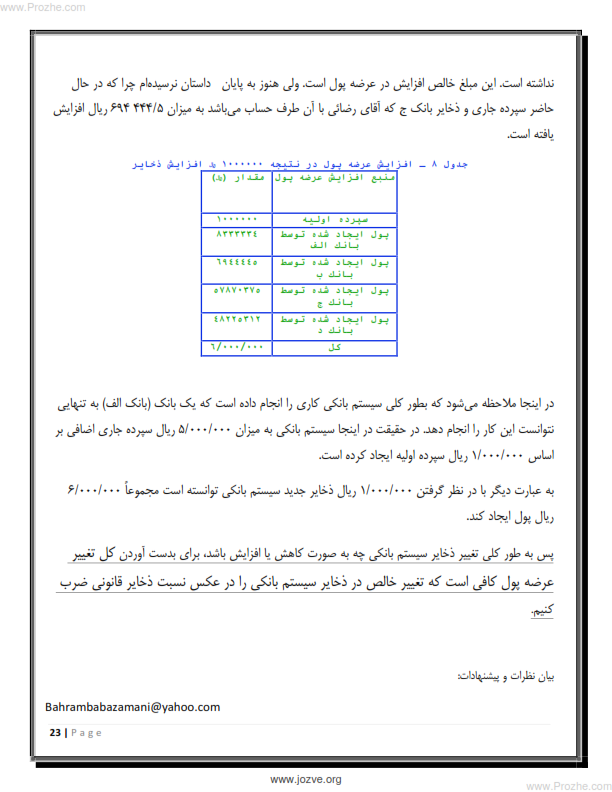 www.Prozhe.com
نداشته است. این مبلغ خالص افزایش در عرضه پول است. ولی هنوز به پایان داستان نرسیده‌ام چرا که در حال
حاضر سپرده جاری و ذخایر بانک ج که آقای رضائی با آن طرف حساب می‌باشد به میزان ۶۹۴ ۴۴۴/۵ ریال افزایش
یافته است.
جدول ۸ ــ افزایش عرضه پول در نتیجه ۱۰۰۰۰۰۰ ﷼ افزایش ذخایر
منبع افزایش عرضه پول مقدار (﷼)
سپرده اولیه ۱۰۰۰۰۰۰
پول ایجاد شده توسط ۸۳۳۳۳۳٤
بانک الف
پول ایجاد شده توسط ٦۹٤٤٤٤٥
بانک ب
پول ایجاد شده توسط ٥۷۸۷۰۳۷٥
بانک ج
پول ایجاد شده توسط ٤۸۲۲٥۳۱۲
بانک د
کل ٦/۰۰۰/۰۰۰
در اینجا ملاحظه می‌شود که بطور کلی سیستم بانکی کاری را انجام داده است که یک بانک (بانک الف) به تنهایی
نتوانست این کار را انجام دهد. در حقیقت در اینجا سیستم بانکی به میزان ۵/۰۰۰/۰۰۰ ریال سپرده جاری اضافی بر
اساس ۱/۰۰۰/۰۰۰ ریال سپرده اولیه ایجاد کرده است.
به عبارت دیگر با در نظر گرفتن ۱/۰۰۰/۰۰۰ ریال ذخایر جدید سیستم بانکی توانسته است مجموعاً ۶/۰۰۰/۰۰۰
ریال پول ایجاد کند.
پس به طور کلی تغییر ذخایر سیستم بانکی چه به صورت کاهش یا افزایش باشد، برای بدست آوردن کل تغییر
عرضه پول کافی است که تغییر خالص در ذخایر سیستم بانکی را در عکس نسبت ذخایر قانونی ضرب
کنیم.
بیان نظرات و پیشنهادات:
Bahrambabazamani@yahoo.com
23 | Page
www.jozve.org
www.Prozhe.com